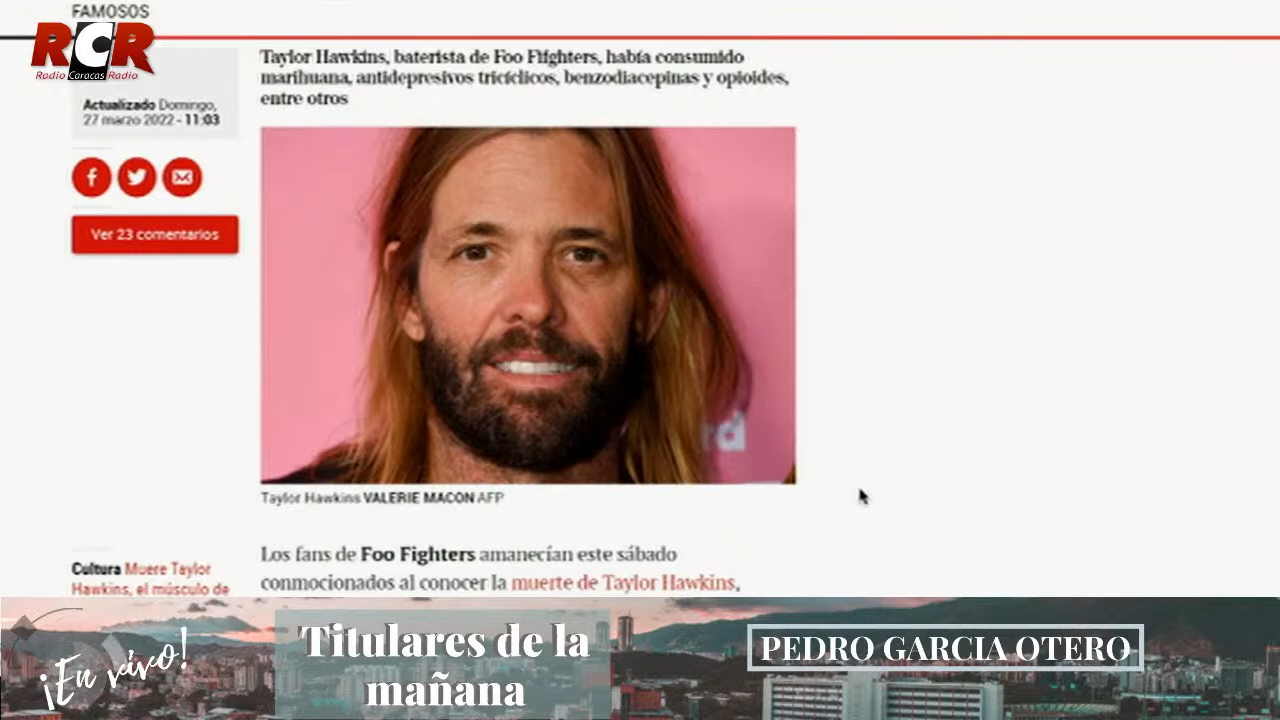 FAMOSOS
RCR
Radio Caracas Radio
Taylor Hawkins, baterista de Foo Fifghters, había consumido
marihuana, antidepresivos tricíclicos, benzodiacepinas y opioides,
entre otros
Actualizado Domingo,
27 marzo 2022 - 11:03
Ver 23 comentarios
rd
Taylor Hawkins VALERIE MACON AFP
Los fans de Foo Fighters amanecían este sábado
conmocionados al conocer la muerte de Taylor Hawkins,
Cultura Muere Taylor
Hawkins, el músculo de
¡En vivo!
Titulares de la
mañana
PEDRO GARCIA OTERO